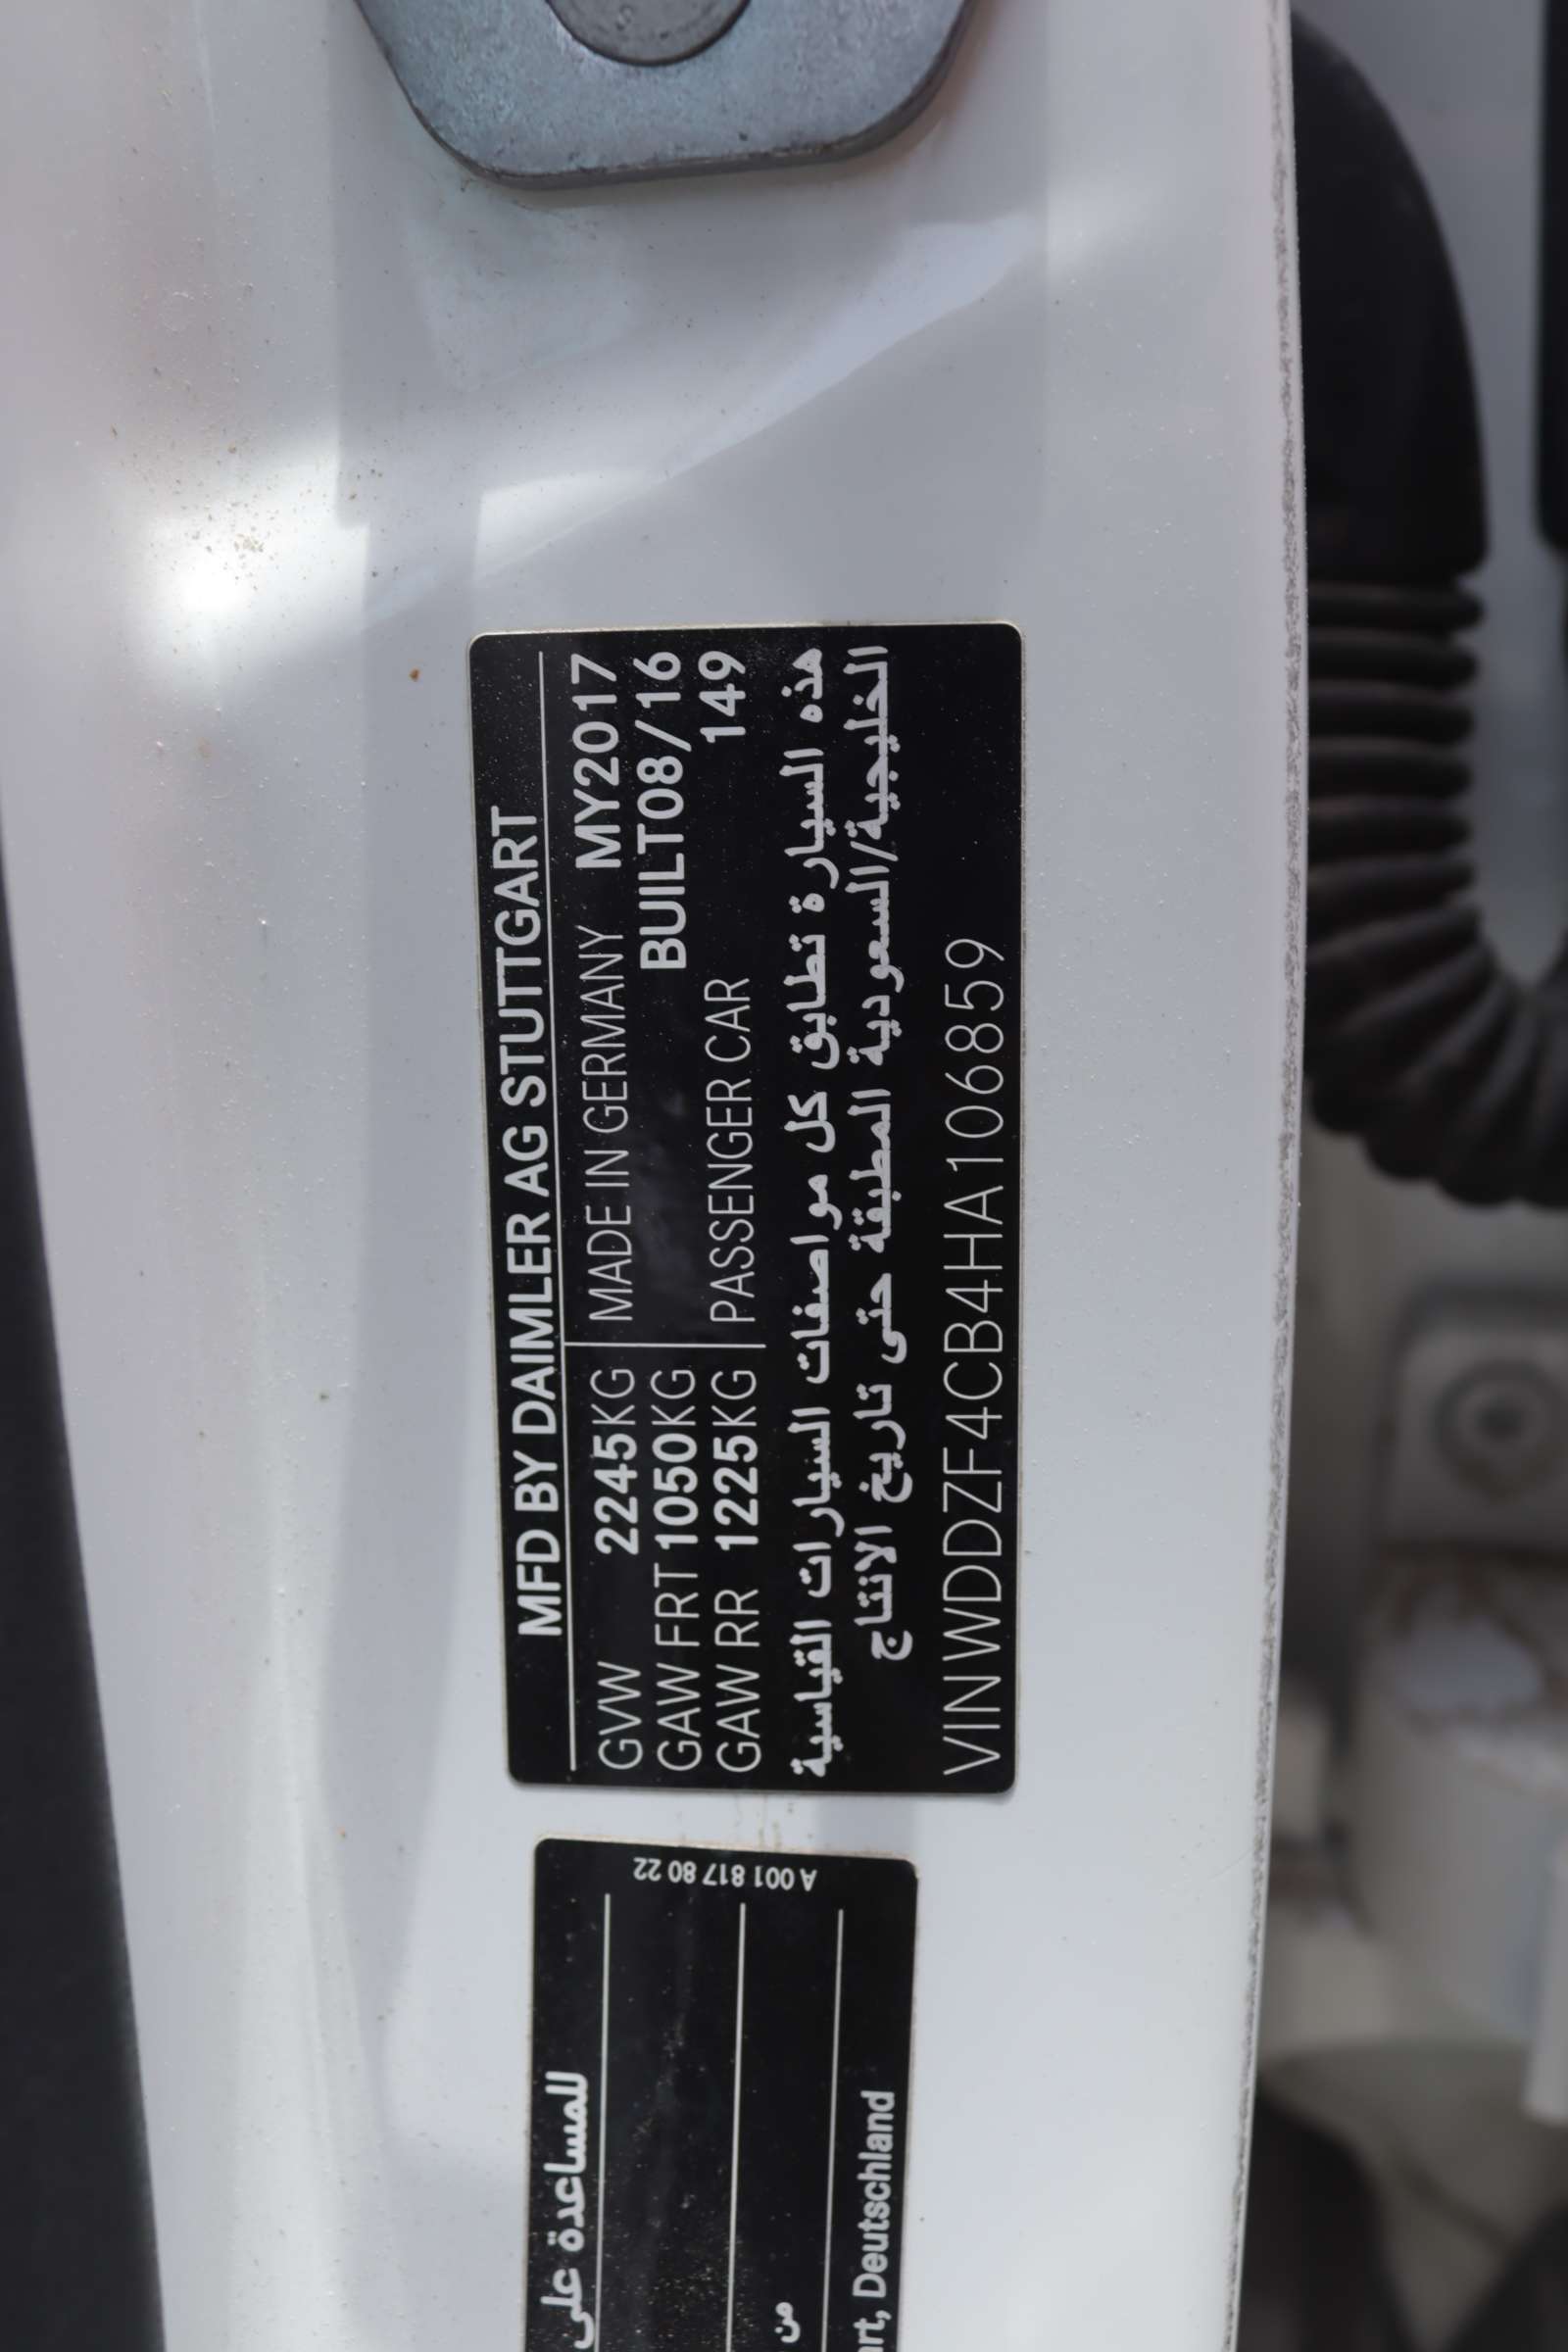 MFD BY DAIMLER AG STUTTGART
GVW 2245KG MADE IN GERMANY MY2017
GAW FRT 1050KG BUILT08/16
GAW RR 1225KG PASSENGER CAR 149
هذه السيارة تطابق كل مواصفات السيارات القياسية
الخليجية/السعودية المطبقة حتى تاريخ الانتاج
VINWDDZF4CB4HA106859
A 001 817 80 22
للمساعدة على
من
art, Deutschland